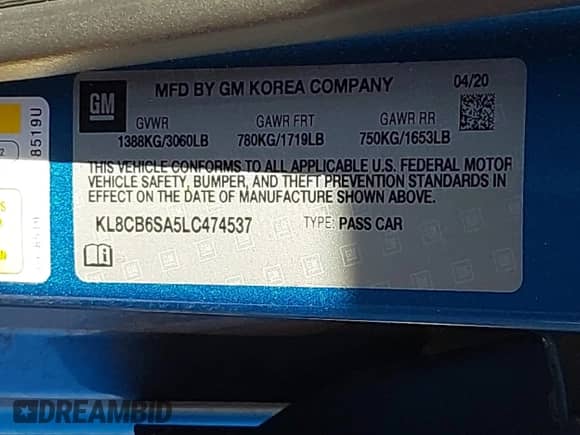 GM
MFD BY GM KOREA COMPANY
04/20
GVWR GAWR FRT GAWR RR
1388KG/3060LB 780KG/1719LB 750KG/1653LB
THIS VEHICLE CONFORMS TO ALL APPLICABLE U.S. FEDERAL MOTOR
VEHICLE SAFETY, BUMPER, AND THEFT PREVENTION STANDARDS IN
EFFECT ON THE DATE OF MANUFACTURE SHOWN ABOVE.
KL8CB6SA5LC474537 TYPE: PASS CAR
8519U
DREAMBID